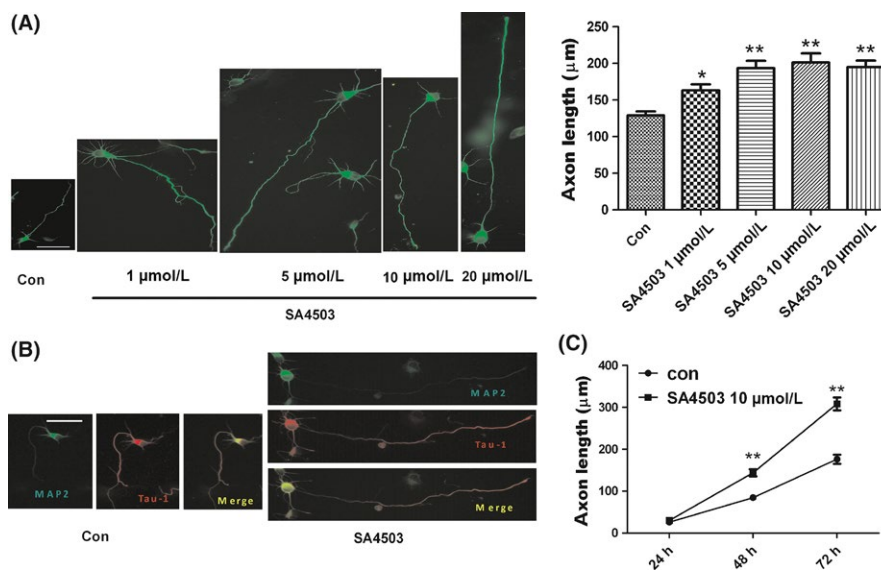 (A)
Con
1 µmol/L
5 µmol/L
10 µmol/L
20 µmol/L
SA4503
Axon length (µm)
250
200
150
100
50
0
*
**
**
**
Con
SA4503 1 µmol/L
SA4503 5 µmol/L
SA4503 10 µmol/L
SA4503 20 µmol/L
(B)
MAP2
Tau-1
Merge
Con
MAP2
Tau-1
Merge
SA4503
(C)
Axon length (µm)
400
300
200
100
0
con
SA4503 10 µmol/L
**
**
24 h
48 h
72 h